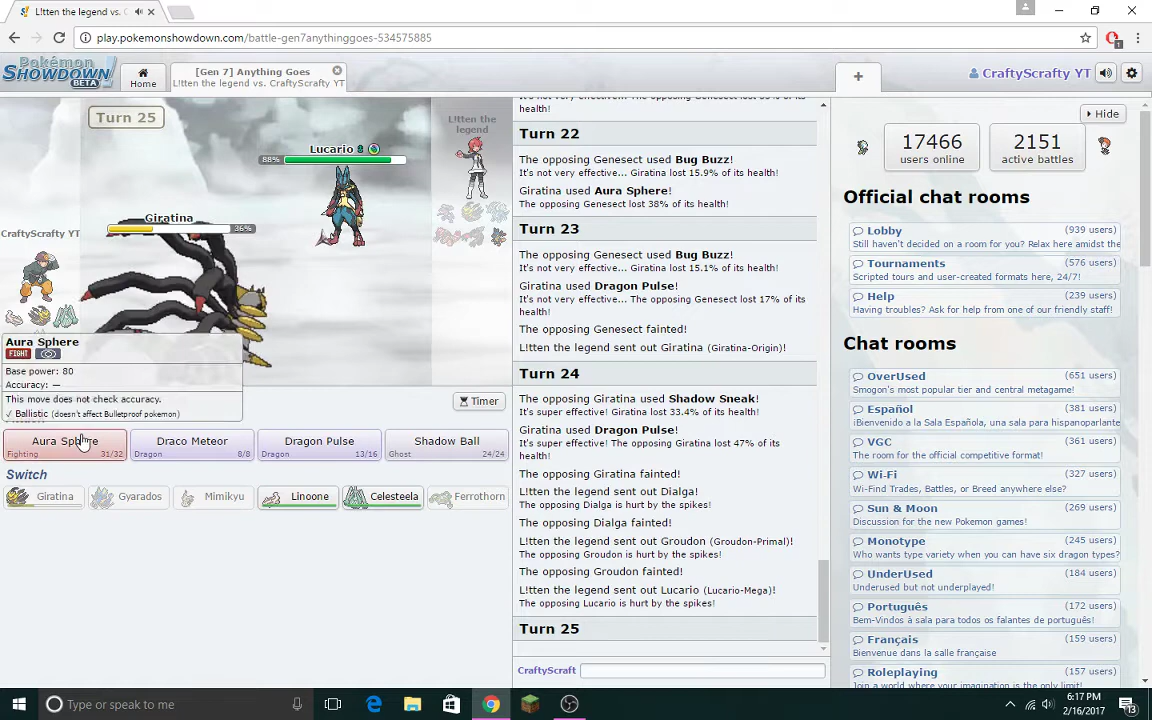 L!tten the legend vs. C
play.pokemonshowdown.com/battle-gen7anythinggoes-534575885
1
Pokémon
SHOWDOWN!
BETA
Home
[Gen 7] Anything Goes
L!tten the legend vs. CraftyScrafty YT
+
CraftyScrafty YT
Turn 25
L!tten the
legend
Lucario
88%
Giratina
36%
CraftyScrafty YT
Aura Sphere
FIGHT
Base power: 80
Accuracy: —
This move does not check accuracy.
✓ Ballistic (doesn't affect Bulletproof pokemon)
Timer
Aura Sphere
Fighting 31/32
Draco Meteor
Dragon 8/8
Dragon Pulse
Dragon 13/16
Shadow Ball
Ghost 24/24
Switch
Giratina
Gyarados
Mimikyu
Linoone
Celesteela
Ferrothorn
health!
Turn 22
The opposing Genesect used Bug Buzz!
It's not very effective... Giratina lost 15.9% of its health!
Giratina used Aura Sphere!
The opposing Genesect lost 38% of its health!
Turn 23
The opposing Genesect used Bug Buzz!
It's not very effective... Giratina lost 15.1% of its health!
Giratina used Dragon Pulse!
It's not very effective... The opposing Genesect lost 17% of its
health!
The opposing Genesect fainted!
L!tten the legend sent out Giratina (Giratina-Origin)!
Turn 24
The opposing Giratina used Shadow Sneak!
It's super effective! Giratina lost 33.4% of its health!
Giratina used Dragon Pulse!
It's super effective! The opposing Giratina lost 47% of its
health!
The opposing Giratina fainted!
L!tten the legend sent out Dialga!
The opposing Dialga is hurt by the spikes!
The opposing Dialga fainted!
L!tten the legend sent out Groudon (Groudon-Primal)!
The opposing Groudon is hurt by the spikes!
The opposing Groudon fainted!
L!tten the legend sent out Lucario (Lucario-Mega)!
The opposing Lucario is hurt by the spikes!
Turn 25
CraftyScraft
Hide
17466
users online
2151
active battles
Official chat rooms
Lobby (939 users)
Still haven't decided on a room for you? Relax here amidst the
Tournaments (576 users)
Scripted tours and user-created formats here, 24/7!
Help (239 users)
Having troubles? Ask for help from one of our friendly staff!
Chat rooms
OverUsed (651 users)
Smogon's most popular tier and central metagame!
Español (381 users)
¡Bienvenido a la Sala Española, una sala para hispanoparlante
VGC (361 users)
The room for the official competitive format!
Wi-Fi (327 users)
Wi-Find Trades, Battles, or Breed anywhere else?
Sun & Moon (269 users)
Discussion for the new Pokemon games!
Monotype (245 users)
Who wants type variety when you can have six dragon types?
UnderUsed (184 users)
Underused but not underplayed!
Português (172 users)
Bem-Vindos à sala para todos os falantes de português!
Français (159 users)
Bienvenue dans la salle française
Roleplaying (157 users)
Type or speak to me
6:17 PM
2/16/2017
13